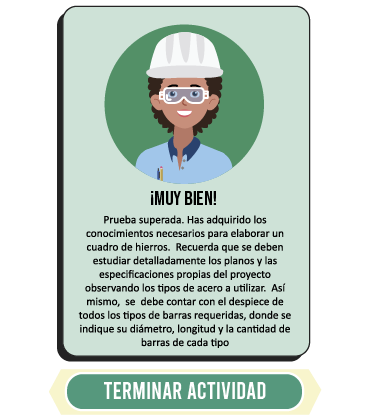 ¡MUY BIEN!
Prueba superada. Has adquirido los
conocimientos necesarios para elaborar un
cuadro de hierros. Recuerda que se deben
estudiar detalladamente los planos y las
especificaciones propias del proyecto
observando los tipos de acero a utilizar. Así
mismo, se debe contar con el despiece de
todos los tipos de barras requeridas, donde se
indique su diámetro, longitud y la cantidad de
barras de cada tipo
TERMINAR ACTIVIDAD